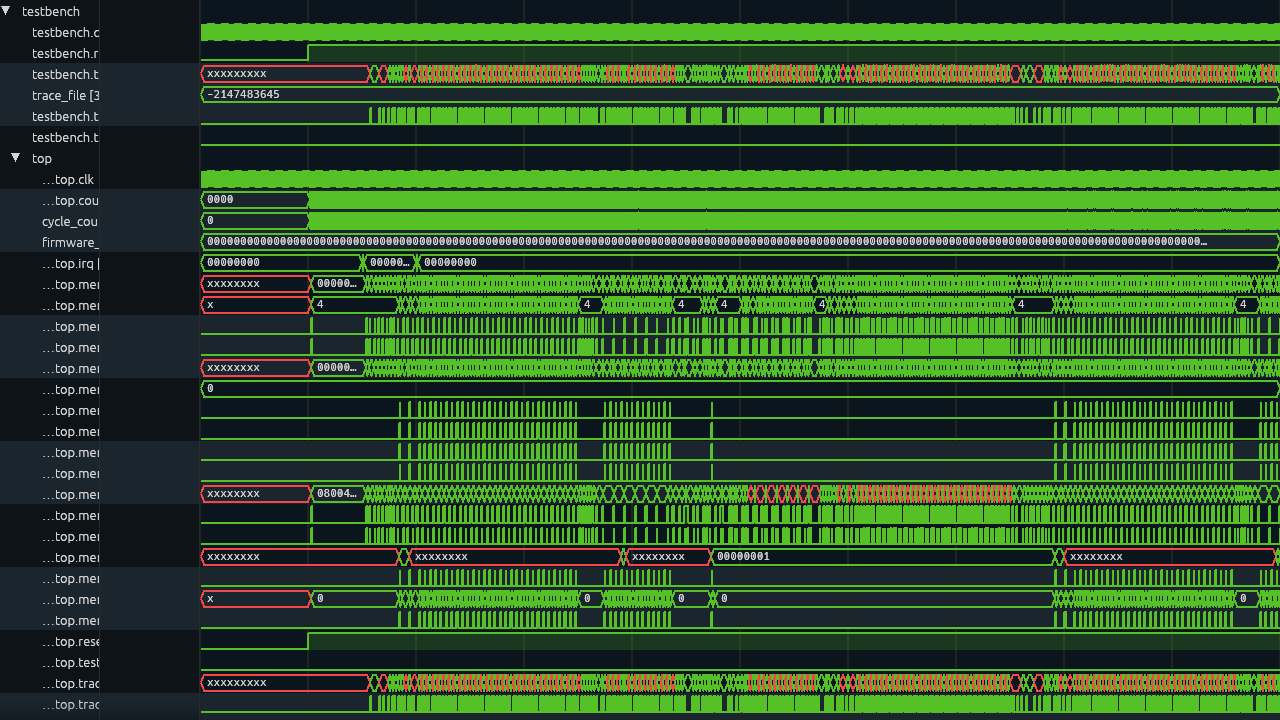 testbench
testbench.c
testbench.r
testbench.t xxxxxxxxx
trace_file [3 -2147483645
testbench.t
testbench.t
top
...top.clk
...top.cou 0000
cycle_cou 0
firmware_
...top.irq [ 00000000 00000... 00000000
...top.mer xxxxxxxx 00000...
...top.mer x 4 4 4 4 4 4 4
...top.mer
...top.mer
...top.mer xxxxxxxx 00000...
...top.mer 0
...top.mer
...top.mer
...top.mer
...top.mer
...top.mer xxxxxxxx 08004...
...top.mer
...top.mer
...top.mer xxxxxxxx xxxxxxxx xxxxxxxx 00000001 xxxxxxxx
...top.mer
...top.mer x 0 0 0 0 0
...top.mer
...top.rese
...top.test
...top.trac xxxxxxxxx
...top.trac